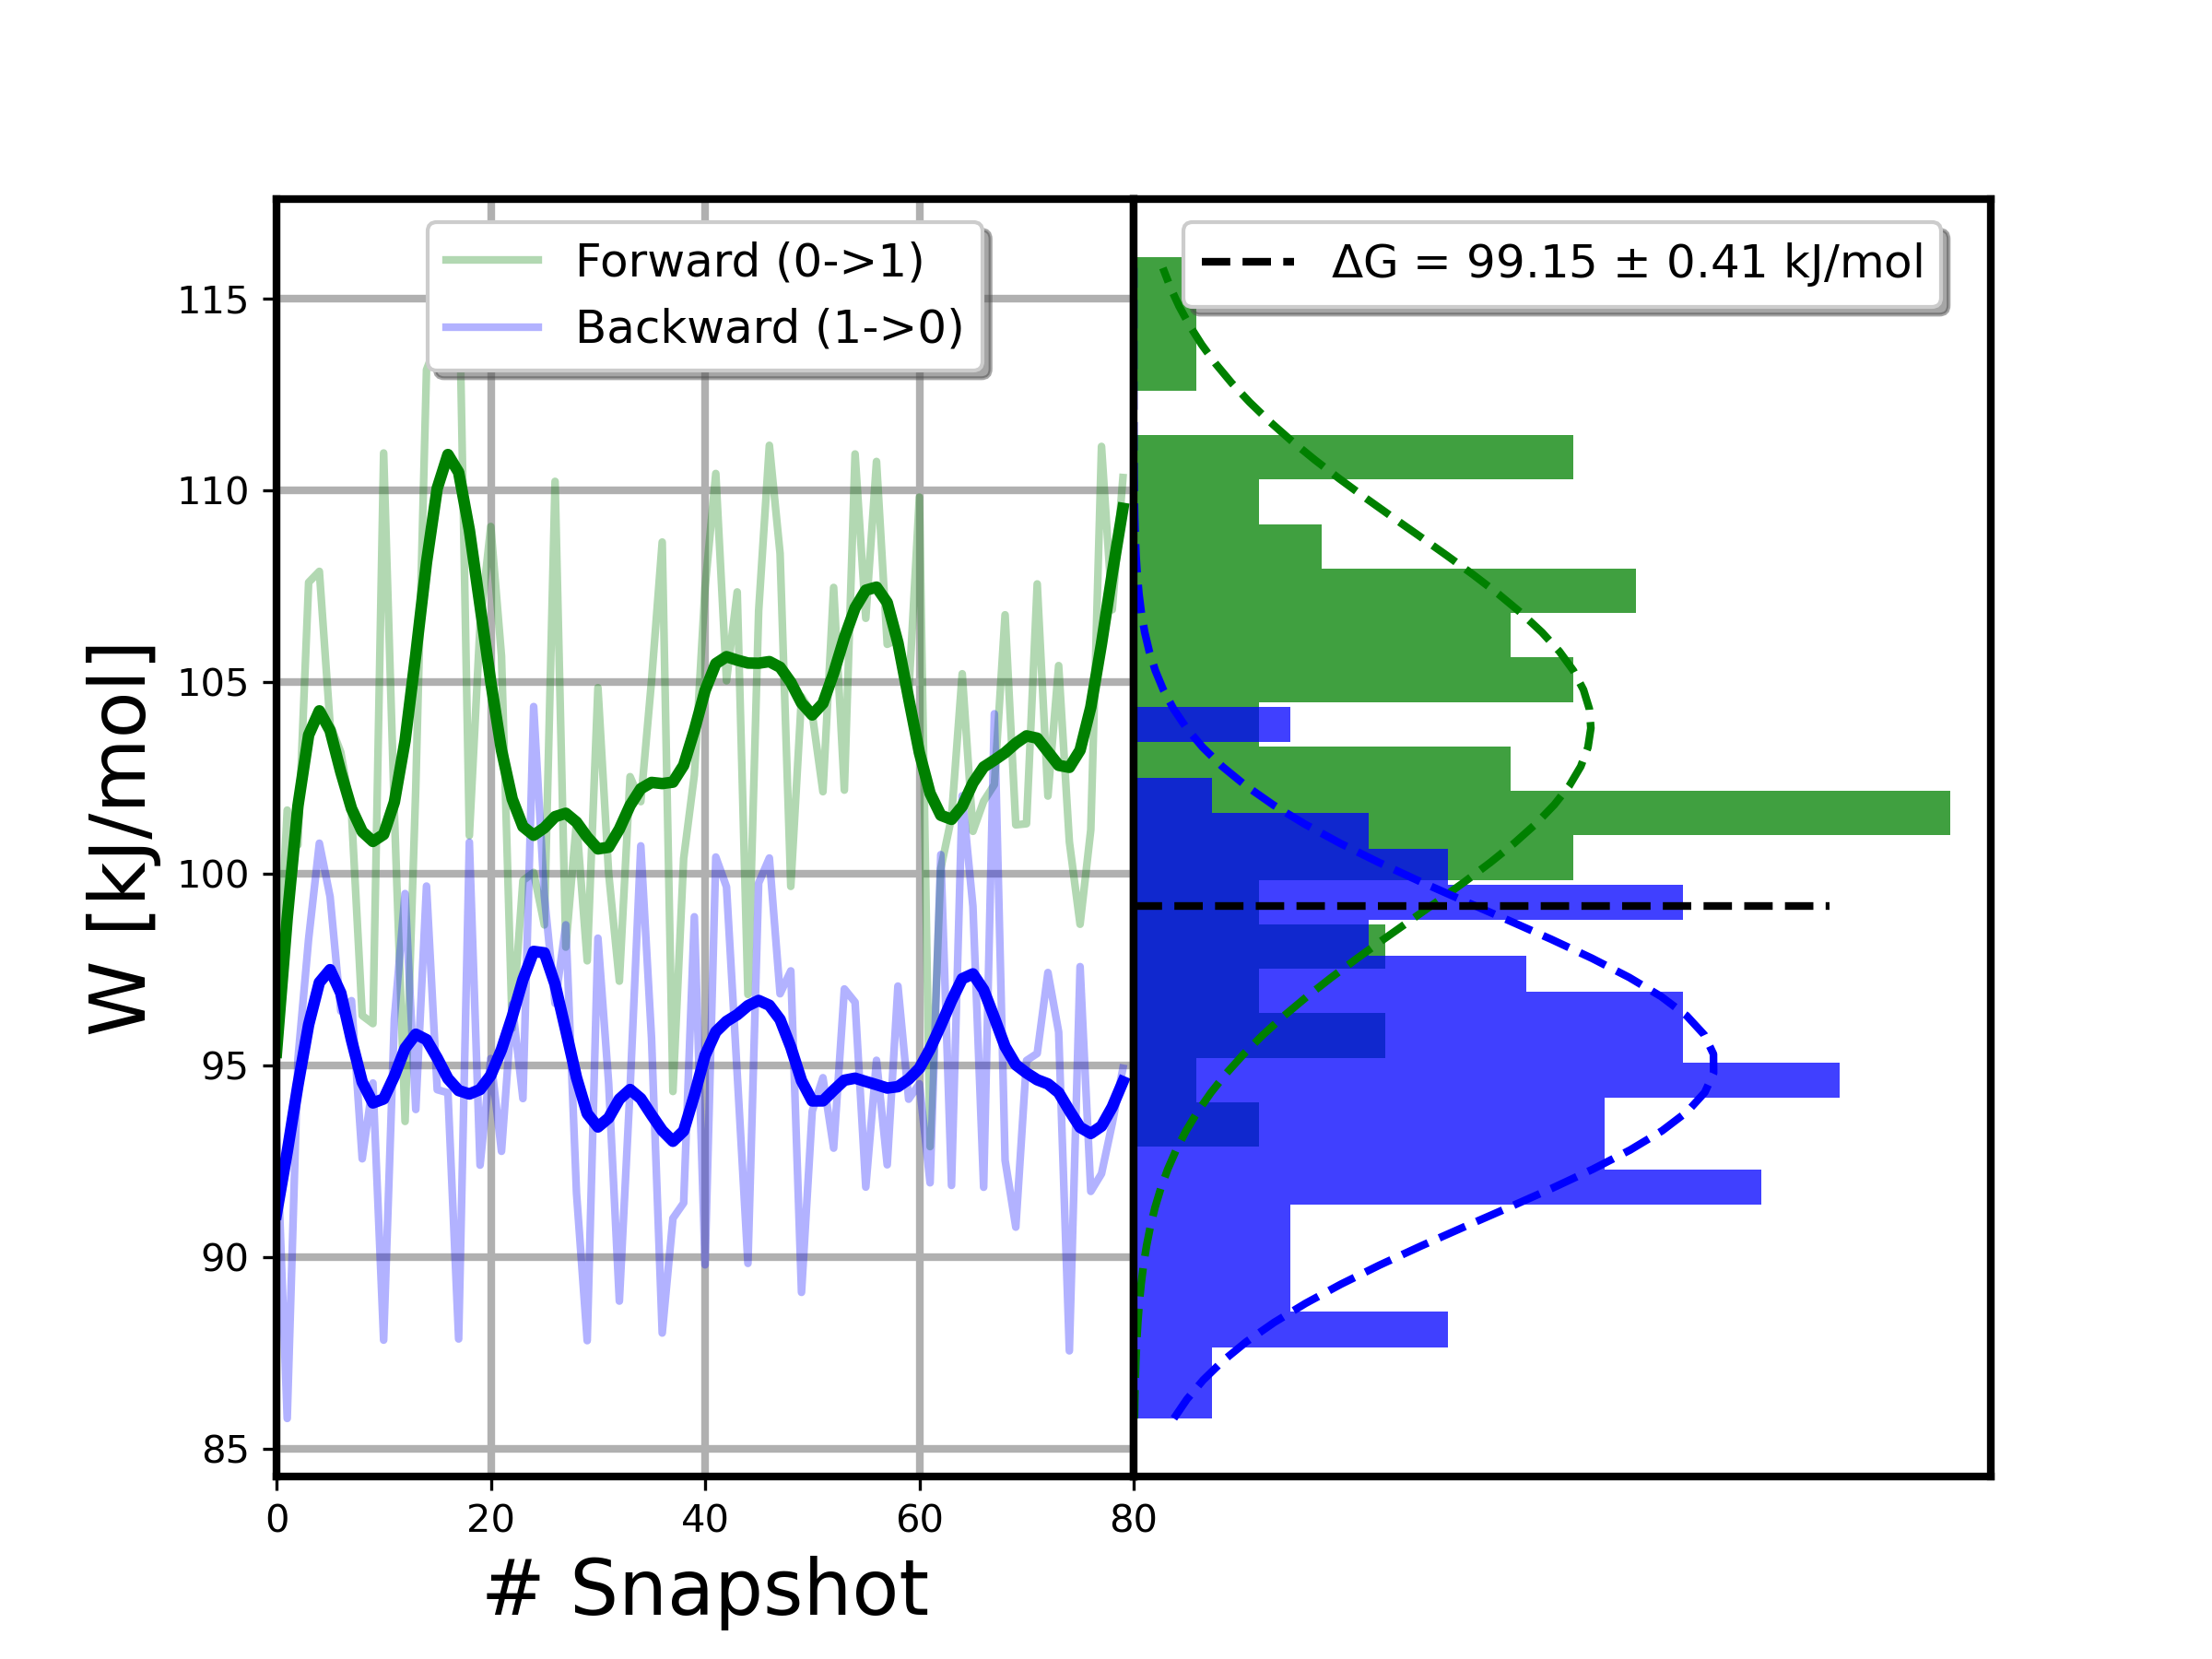 Forward (0->1)
Backward (1->0)
ΔG = 99.15 ± 0.41 kJ/mol
115
110
105
100
95
90
85
W [kJ/mol]
0 20 40 60 80
# Snapshot